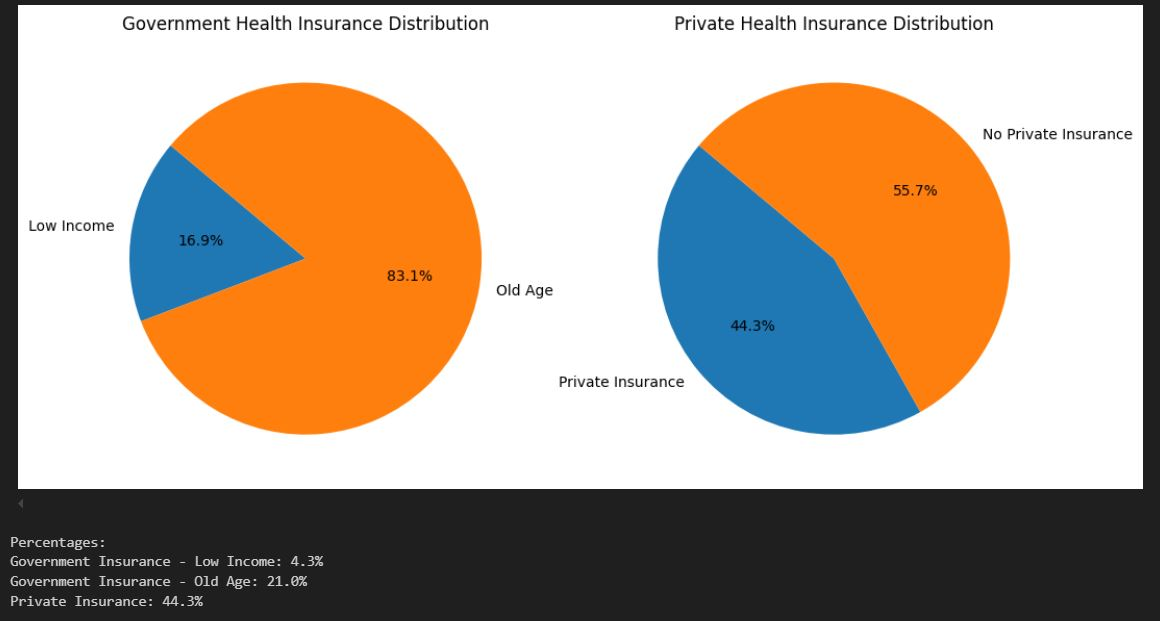 Government Health Insurance Distribution
Low Income
16.9%
83.1%
Old Age
Private Health Insurance Distribution
No Private Insurance
55.7%
44.3%
Private Insurance
Percentages:
Government Insurance - Low Income: 4.3%
Government Insurance - Old Age: 21.0%
Private Insurance: 44.3%